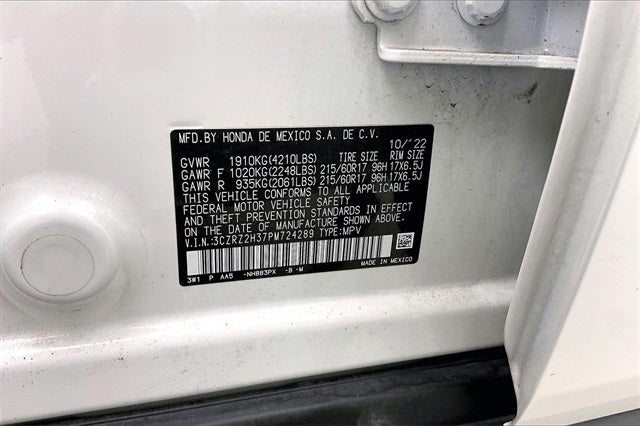 MFD.BY HONDA DE MEXICO S.A. DE C.V.
10/'22
GVWR 1910KG(4210LBS) TIRE SIZE RIM SIZE
GAWR F 1020KG(2248LBS) 215/60R17 96H 17X6.5J
GAWR R 935KG(2061LBS) 215/60R17 96H 17X6.5J
THIS VEHICLE CONFORMS TO ALL APPLICABLE
FEDERAL MOTOR VEHICLE SAFETY
AND THEFT PREVENTION STANDARDS IN EFFECT
ON THE DATE OF MANUFACTURE SHOWN ABOVE.
V.I.N:3CZRZ2H37PM724289 TYPE:MPV
3W1 P AA5 -NH883PX -B -M MADE IN MEXICO